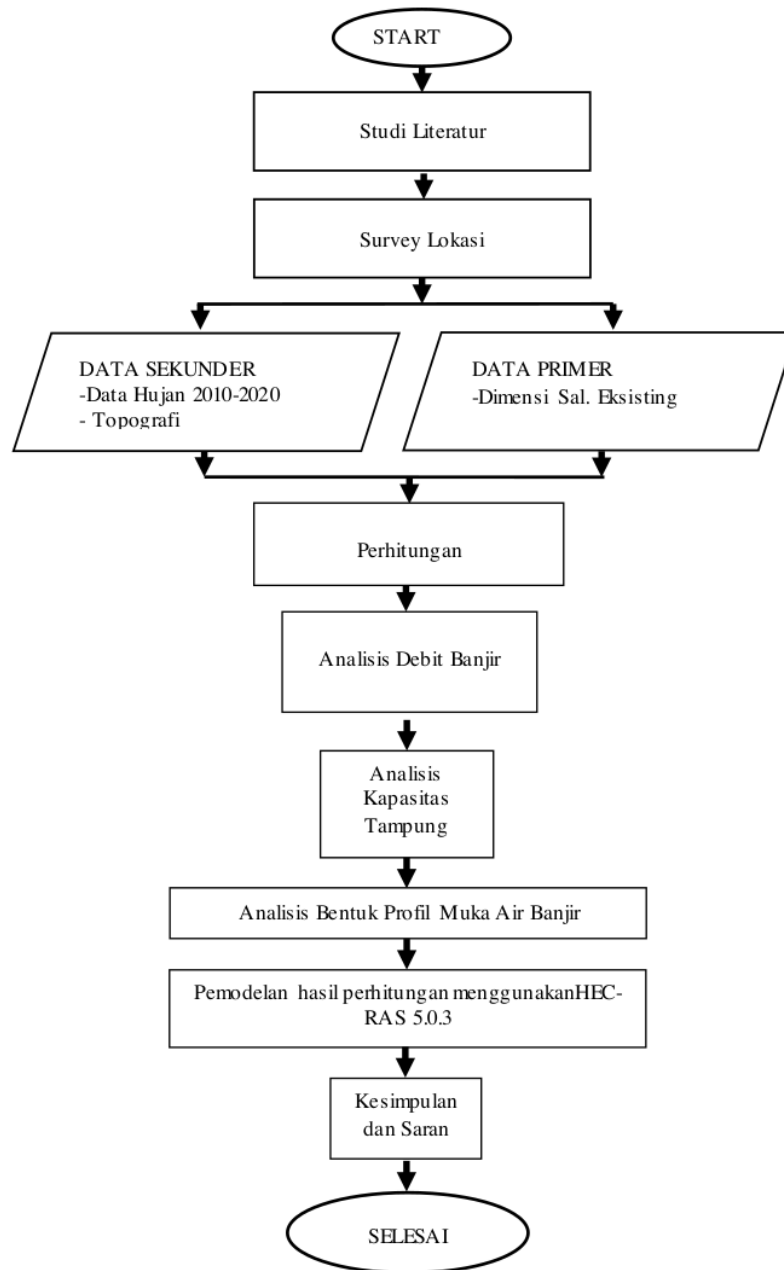 START
Studi Literatur
Survey Lokasi
DATA SEKUNDER
-Data Hujan 2010-2020
- Topografi
DATA PRIMER
-Dimensi Sal. Eksisting
Perhitungan
Analisis Debit Banjir
Analisis
Kapasitas
Tampung
Analisis Bentuk Profil Muka Air Banjir
Pemodelan hasil perhitungan menggunakanHEC-
RAS 5.0.3
Kesimpulan
dan Saran
SELESAI